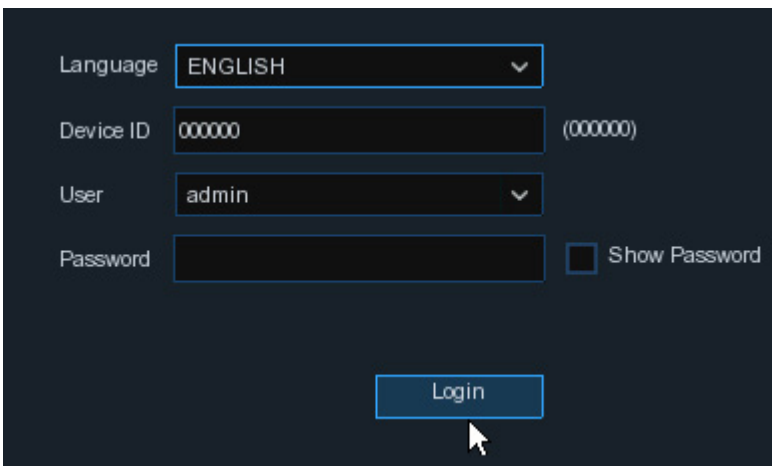 Language ENGLISH
Device ID 000000 (000000)
User admin
Password Show Password
Login